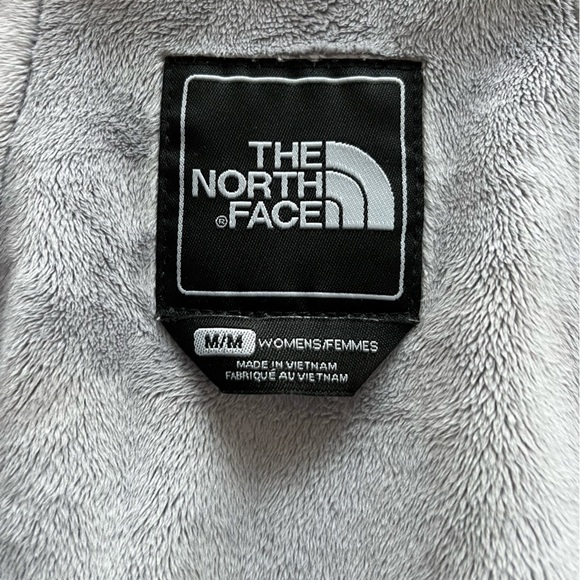 THE
NORTH
®FACE
M/M WOMENS/FEMMES
MADE IN VIETNAM
FABRIQUÉ AU VIETNAM